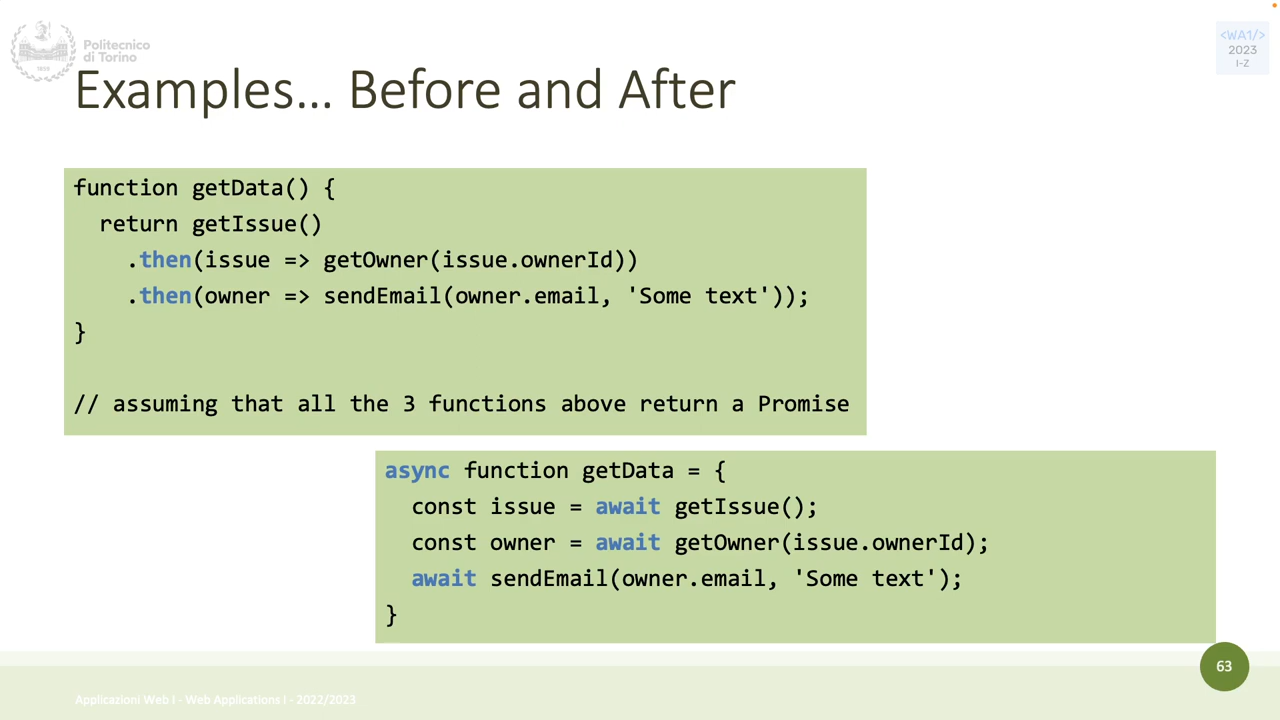 Politecnico
di Torino
1859
<WA1/>
2023
I-Z
Examples… Before and After
function getData() {
  return getIssue()
    .then(issue => getOwner(issue.ownerId))
    .then(owner => sendEmail(owner.email, 'Some text'));
}
// assuming that all the 3 functions above return a Promise
async function getData = {
  const issue = await getIssue();
  const owner = await getOwner(issue.ownerId);
  await sendEmail(owner.email, 'Some text');
}
63
Applicazioni Web I - Web Applications I - 2022/2023